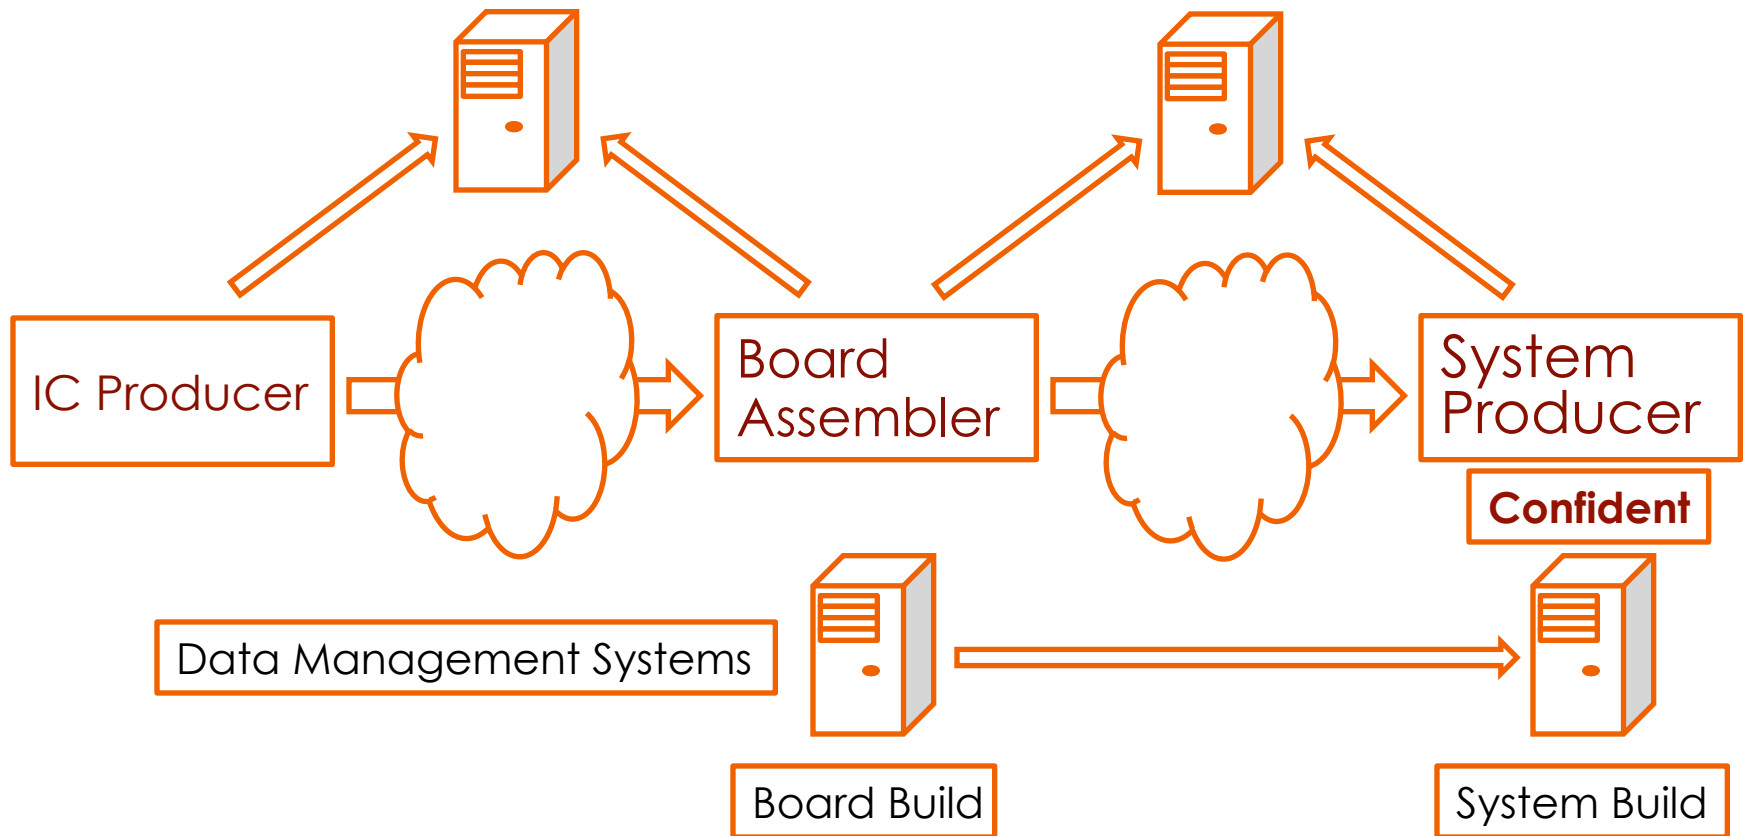 IC Producer
Board
Assembler
System
Producer
Confident
Data Management Systems
Board Build
System Build